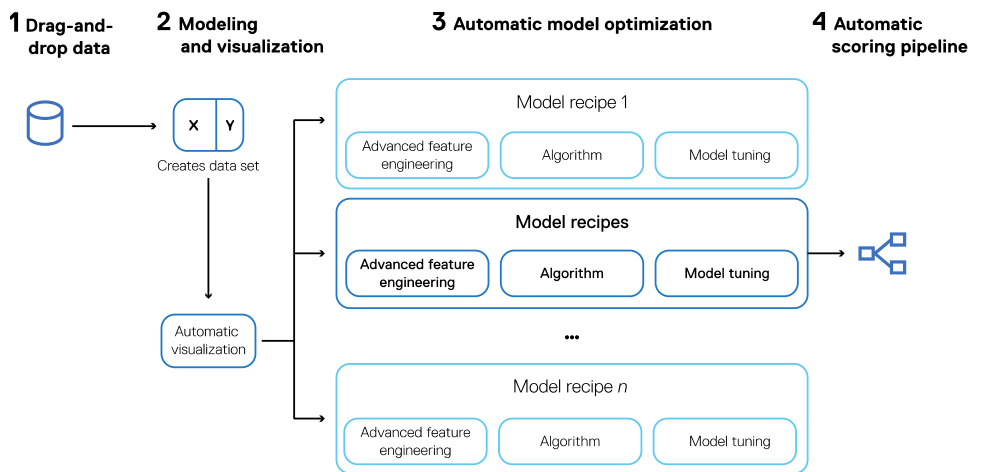 1 Drag-and-
drop data
2 Modeling
and visualization
3 Automatic model optimization
4 Automatic
scoring pipeline
X Y
Creates data set
Automatic
visualization
Model recipe 1
Advanced feature
engineering
Algorithm
Model tuning
Model recipes
Advanced feature
engineering
Algorithm
Model tuning
...
Model recipe n
Advanced feature
engineering
Algorithm
Model tuning